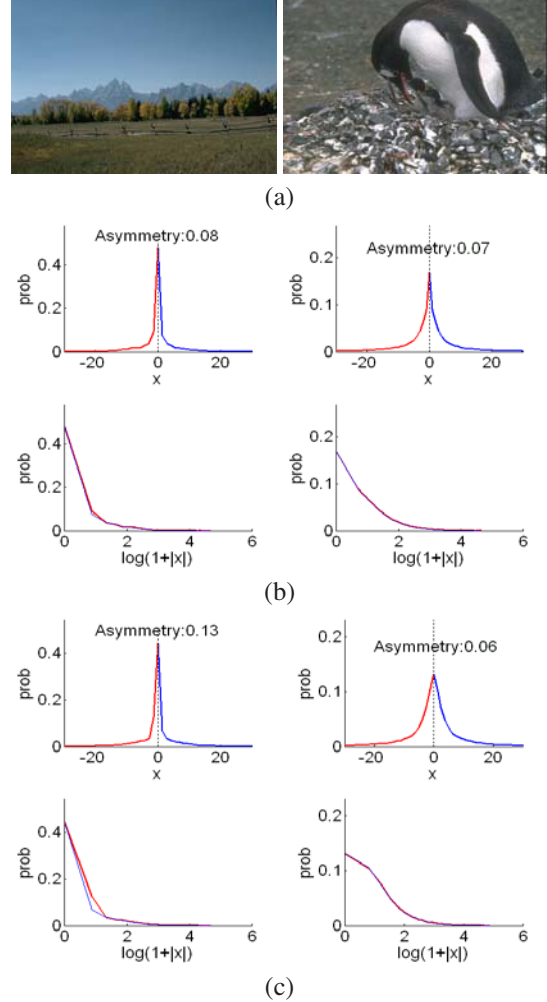 (a)
Asymmetry:0.08
prob
0.4
0.2
0
-20 0 20
x
Asymmetry:0.07
prob
0.2
0.1
0
-20 0 20
x
prob
0.4
0.2
0
0 2 4 6
log(1+|x|)
prob
0.2
0.1
0
0 2 4 6
log(1+|x|)
(b)
Asymmetry:0.13
prob
0.4
0.2
0
-20 0 20
x
Asymmetry:0.06
prob
0.2
0.1
0
-20 0 20
x
prob
0.4
0.2
0
0 2 4 6
log(1+|x|)
prob
0.2
0.1
0
0 2 4 6
log(1+|x|)
(c)